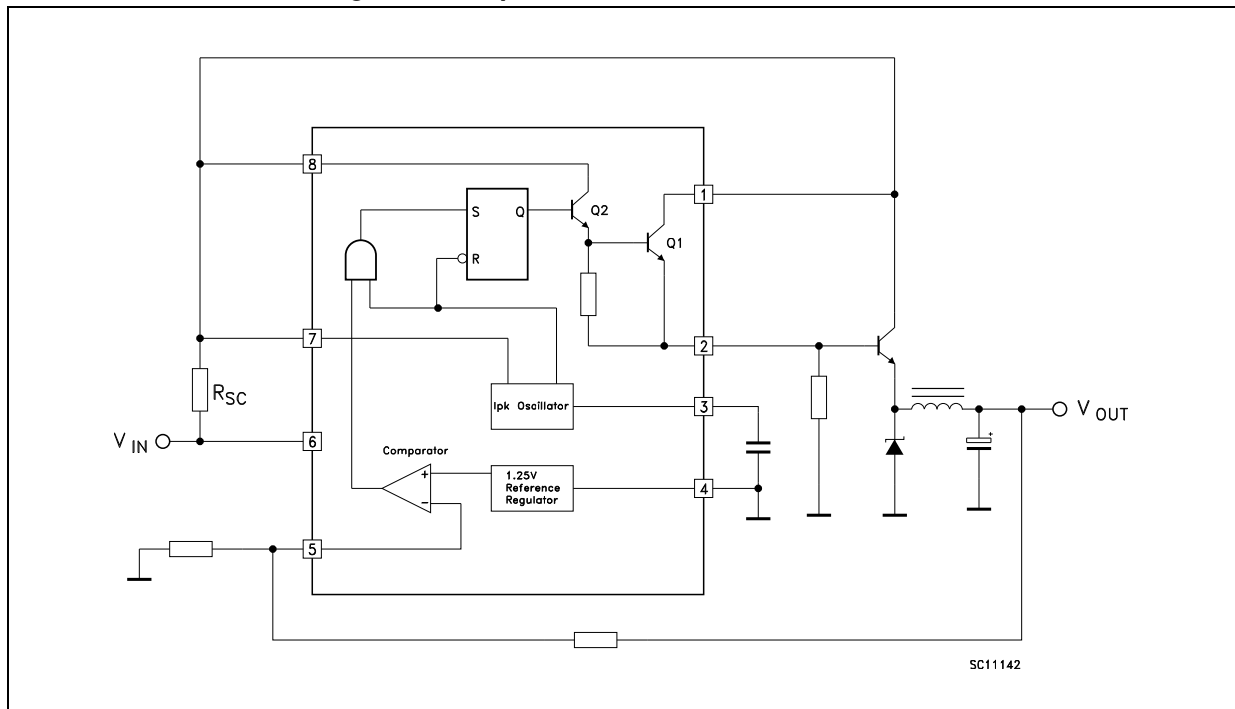 8
1
S
Q
Q2
Q1
R
7
2
RSC
Ipk Oscillator
3
VIN
6
VOUT
Comparator
+
+
−
1.25V
Reference
Regulator
4
5
SC11142